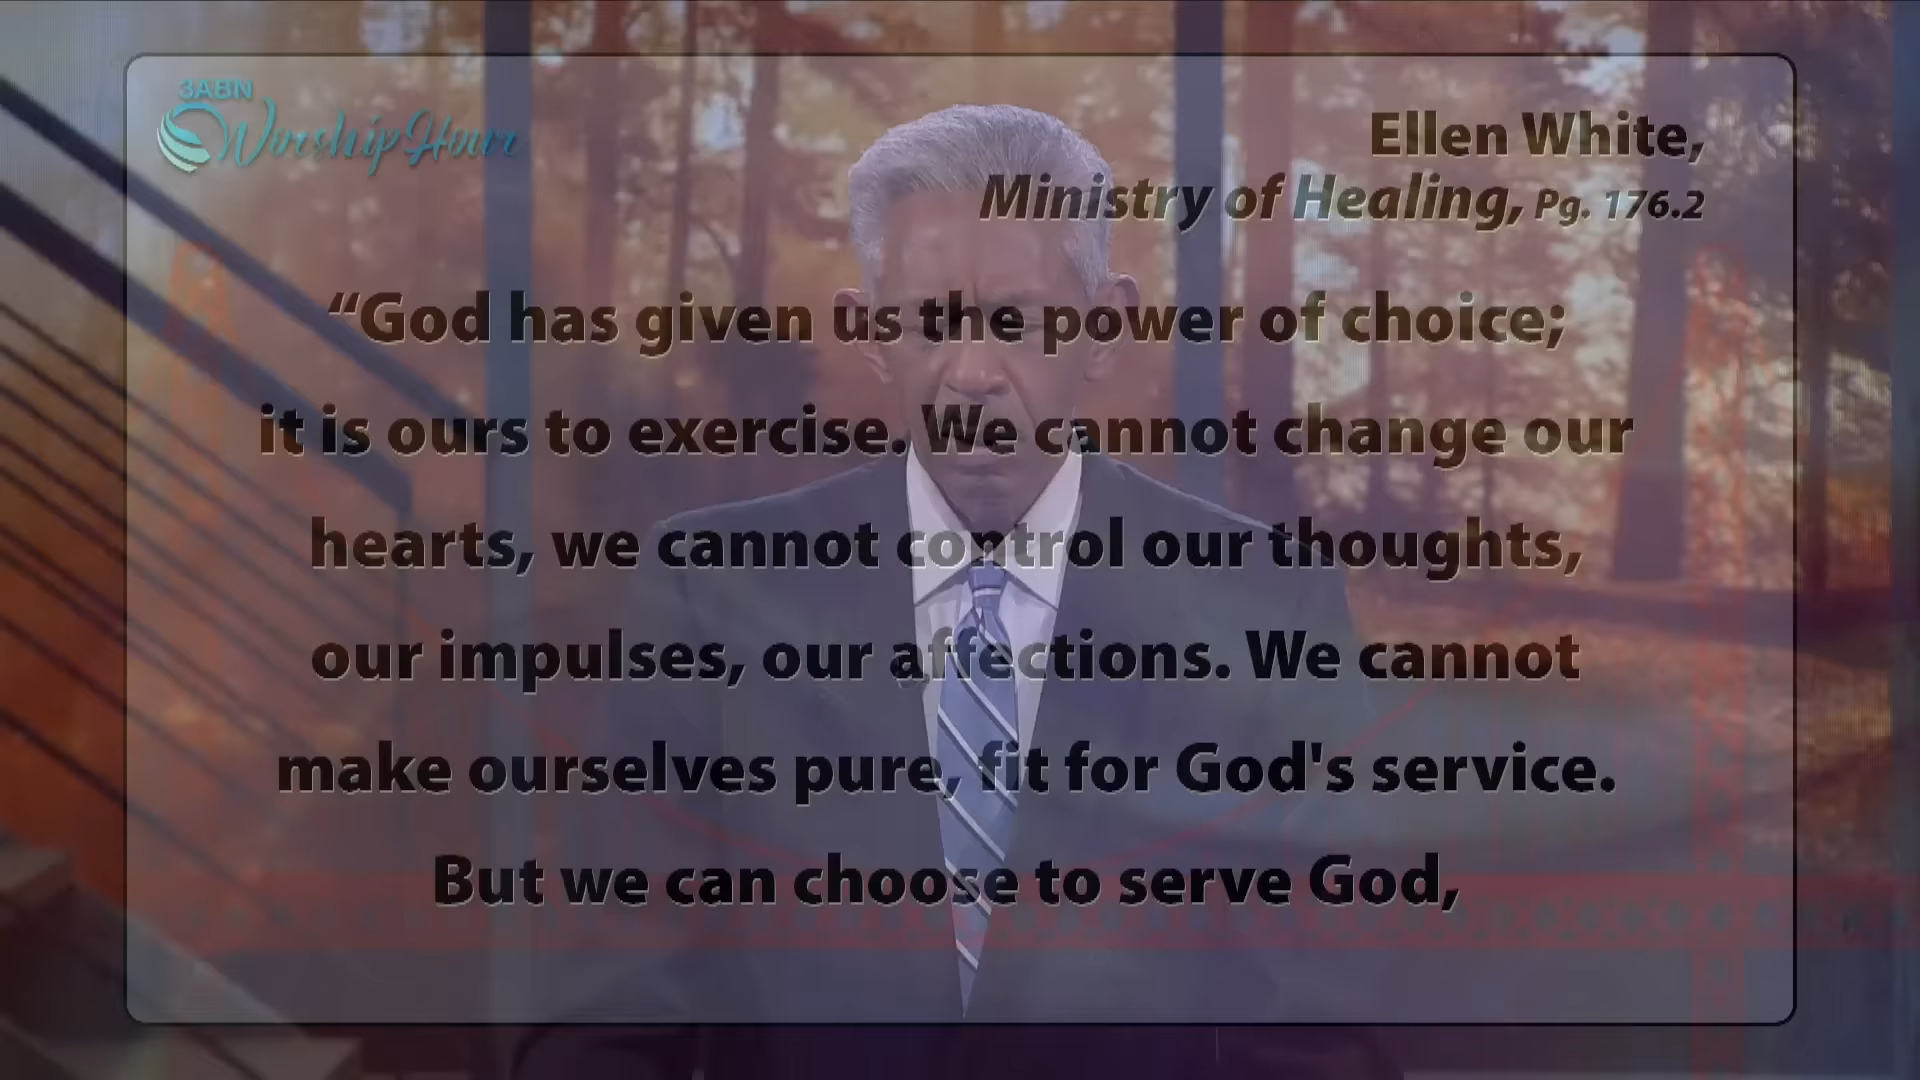 3ABN
Worship Hour
Ellen White,
Ministry of Healing, Pg. 176.2
“God has given us the power of choice;
it is ours to exercise. We cannot change our
hearts, we cannot control our thoughts,
our impulses, our affections. We cannot
make ourselves pure, fit for God's service.
But we can choose to serve God,